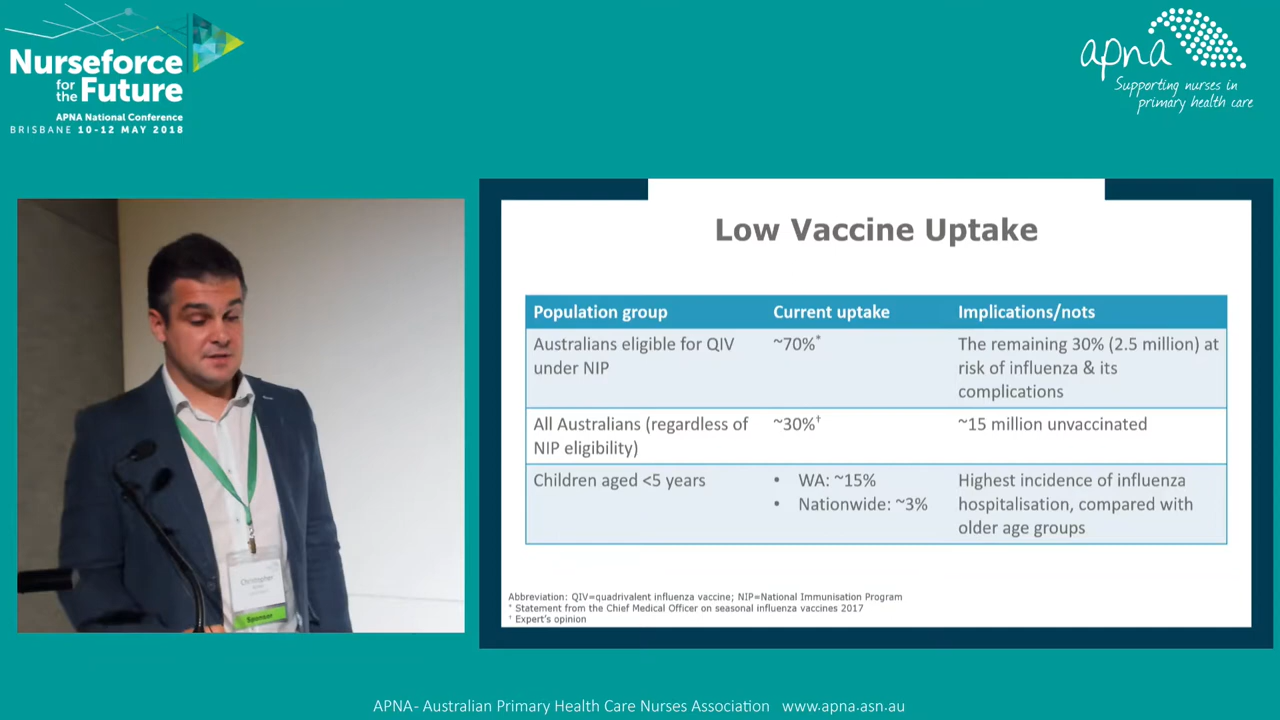 Nurseforce
for the Future
APNA National Conference
BRISBANE 10-12 MAY 2018
apna
Supporting nurses in
primary health care
Christopher
Sponsor
Low Vaccine Uptake
Population group Current uptake Implications/nots
Australians eligible for QIV ~70%* The remaining 30% (2.5 million) at
under NIP risk of influenza & its
complications
All Australians (regardless of ~30%† ~15 million unvaccinated
NIP eligibility)
Children aged <5 years • WA: ~15% Highest incidence of influenza
• Nationwide: ~3% hospitalisation, compared with
older age groups
Abbreviation: QIV=quadrivalent influenza vaccine; NIP=National Immunisation Program
* Statement from the Chief Medical Officer on seasonal influenza vaccines 2017
† Expert's opinion
APNA- Australian Primary Health Care Nurses Association www.apna.asn.au